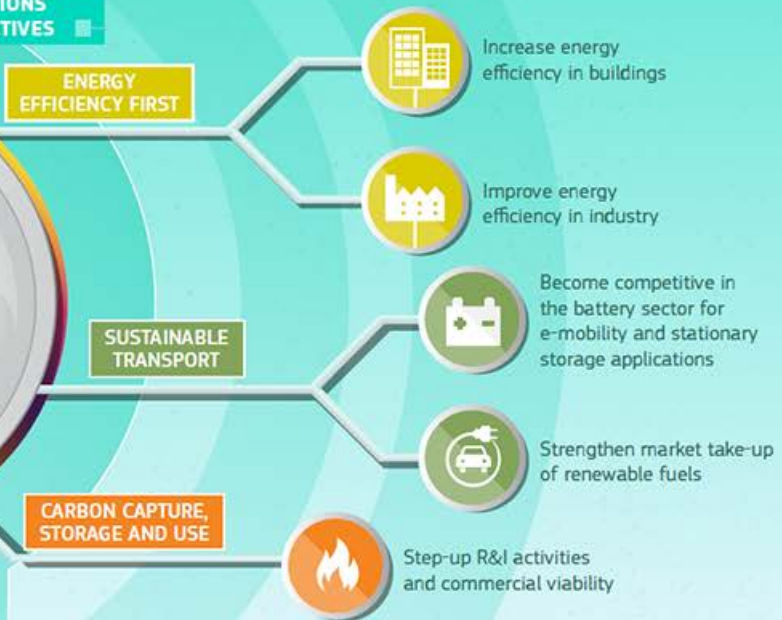 TIVES
ENERGY
EFFICIENCY FIRST
Increase energy
efficiency in buildings
Improve energy
efficiency in industry
SUSTAINABLE
TRANSPORT
Become competitive in
the battery sector for
e-mobility and stationary
storage applications
Strengthen market take-up
of renewable fuels
CARBON CAPTURE,
STORAGE AND USE
Step-up R&I activities
and commercial viability